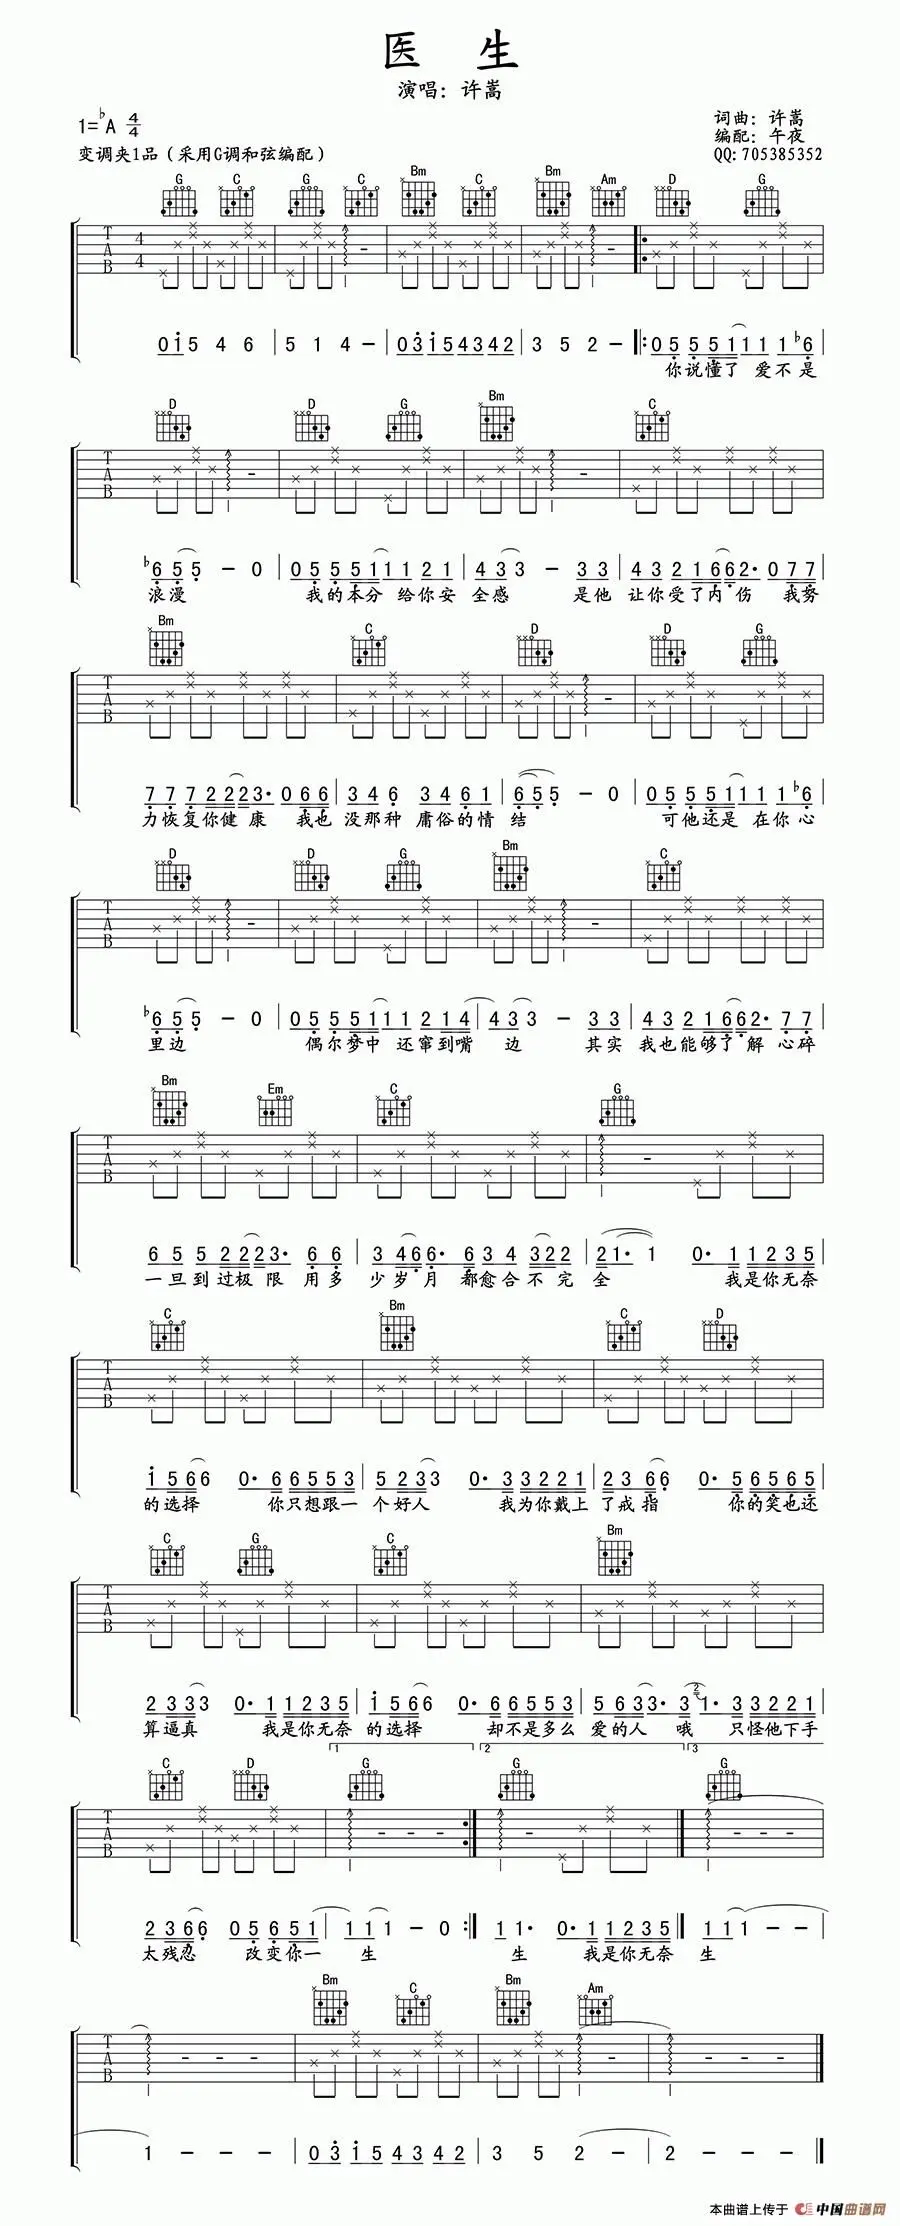 医 生
演唱：许嵩
1=♭A 4/4
词曲：许嵩
编配：午夜
变调夹1品（采用G调和弦编配）
QQ:705385352
G C G C Bm C Bm Am D G
T A B 4/4
0 1 5 4 6 | 5 1 4 - | 0 3 1 5 4 3 4 2 | 3 5 2 - |: 0 5 5 5 1 1 1 1 ♭6
你说懂了 爱不是
D D G Bm C
T A B
♭6 5 5 - 0 | 0 5 5 5 1 1 1 2 1 | 4 3 3 - 3 3 | 4 3 2 1 6 6 2· 0 7 7
浪漫 我的本分 给你安 全感 是他 让你受了内伤 我努
Bm C D D G
T A B
7 7 7 2 2 2 3· 0 6 6 | 3 4 6 3 4 6 1 | 6 5 5 - 0 | 0 5 5 5 1 1 1 1 ♭6
力恢复你健康 我也 没那种 庸俗的情 结 可他还是 在你心
D D G Bm C
T A B
♭6 5 5 - 0 | 0 5 5 5 1 1 1 2 1 4 | 4 3 3 - 3 3 | 4 3 2 1 6 6 2· 7 7
里边 偶尔梦中 还窜到嘴 边 其实 我也能够了解 心碎
Bm Em C G
T A B
6 5 5 2 2 2 3· 6 6 | 3 4 6 6· 6 3 4 3 2 2 | 2 1· 1 0· 1 1 2 3 5
一旦到过极限 用多 少岁月 都愈合不完 全 我是你无奈
C Bm C D
T A B
1 5 6 6 0· 6 6 5 5 3 | 5 2 3 3 0· 3 3 2 2 1 | 2 3 6 6 0· 5 6 5 6 5
的选择 你只想跟一 个好人 我为你戴上 了戒指 你的笑也还
C G C Bm
T A B
2 3 3 3 0· 1 1 2 3 5 | 1 5 6 6 0· 6 6 5 5 3 | 5 6 3 3· 3 2 1· 3 3 2 2 1
算逼真 我是你无奈 的选择 却不是多么 爱的人 哦 只怪他下手
1 2 3
C D G G G
T A B
2 3 6 6 0 5 6 5 1 | 1 1 1 - 0 :| 1 1· 0· 1 1 2 3 5 | 1 1 1 - -
太残忍 改变你一 生 生 我是你无奈 生
Bm C Bm Am
T A B
1 - - - | 0 3 1 5 4 3 4 2 | 3 5 2 - | 2 - - -
本曲谱上传于 中国曲谱网